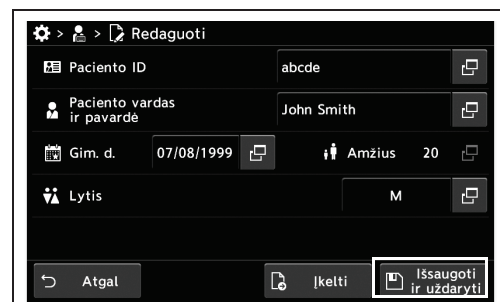 > > Redaguoti
Paciento ID abcde
Paciento vardas
ir pavardė
John Smith
Gim. d. 07/08/1999 Amžius 20
Lytis M
Atgal Įkelti Išsaugoti
ir uždaryti